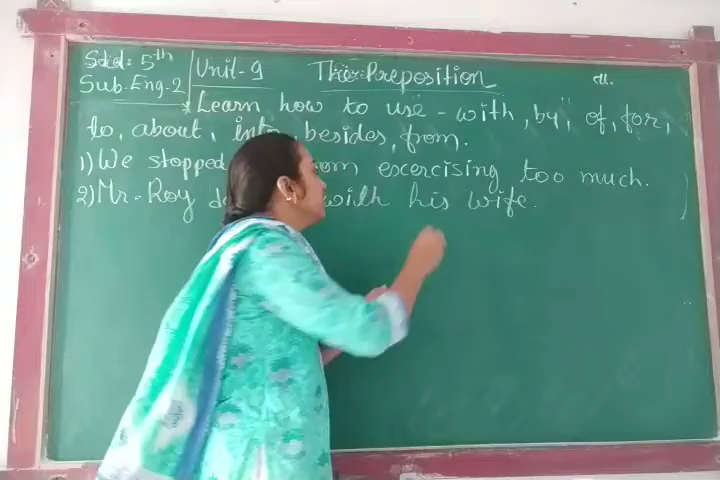 Std: 5th Unit-9 The Preposition dt.
Sub-Eng-2
*Learn how to use - with, by, of, for,
to, about, into, besides, from.
1) We stopped from exercising too much.
2) Mr. Roy with his wife.